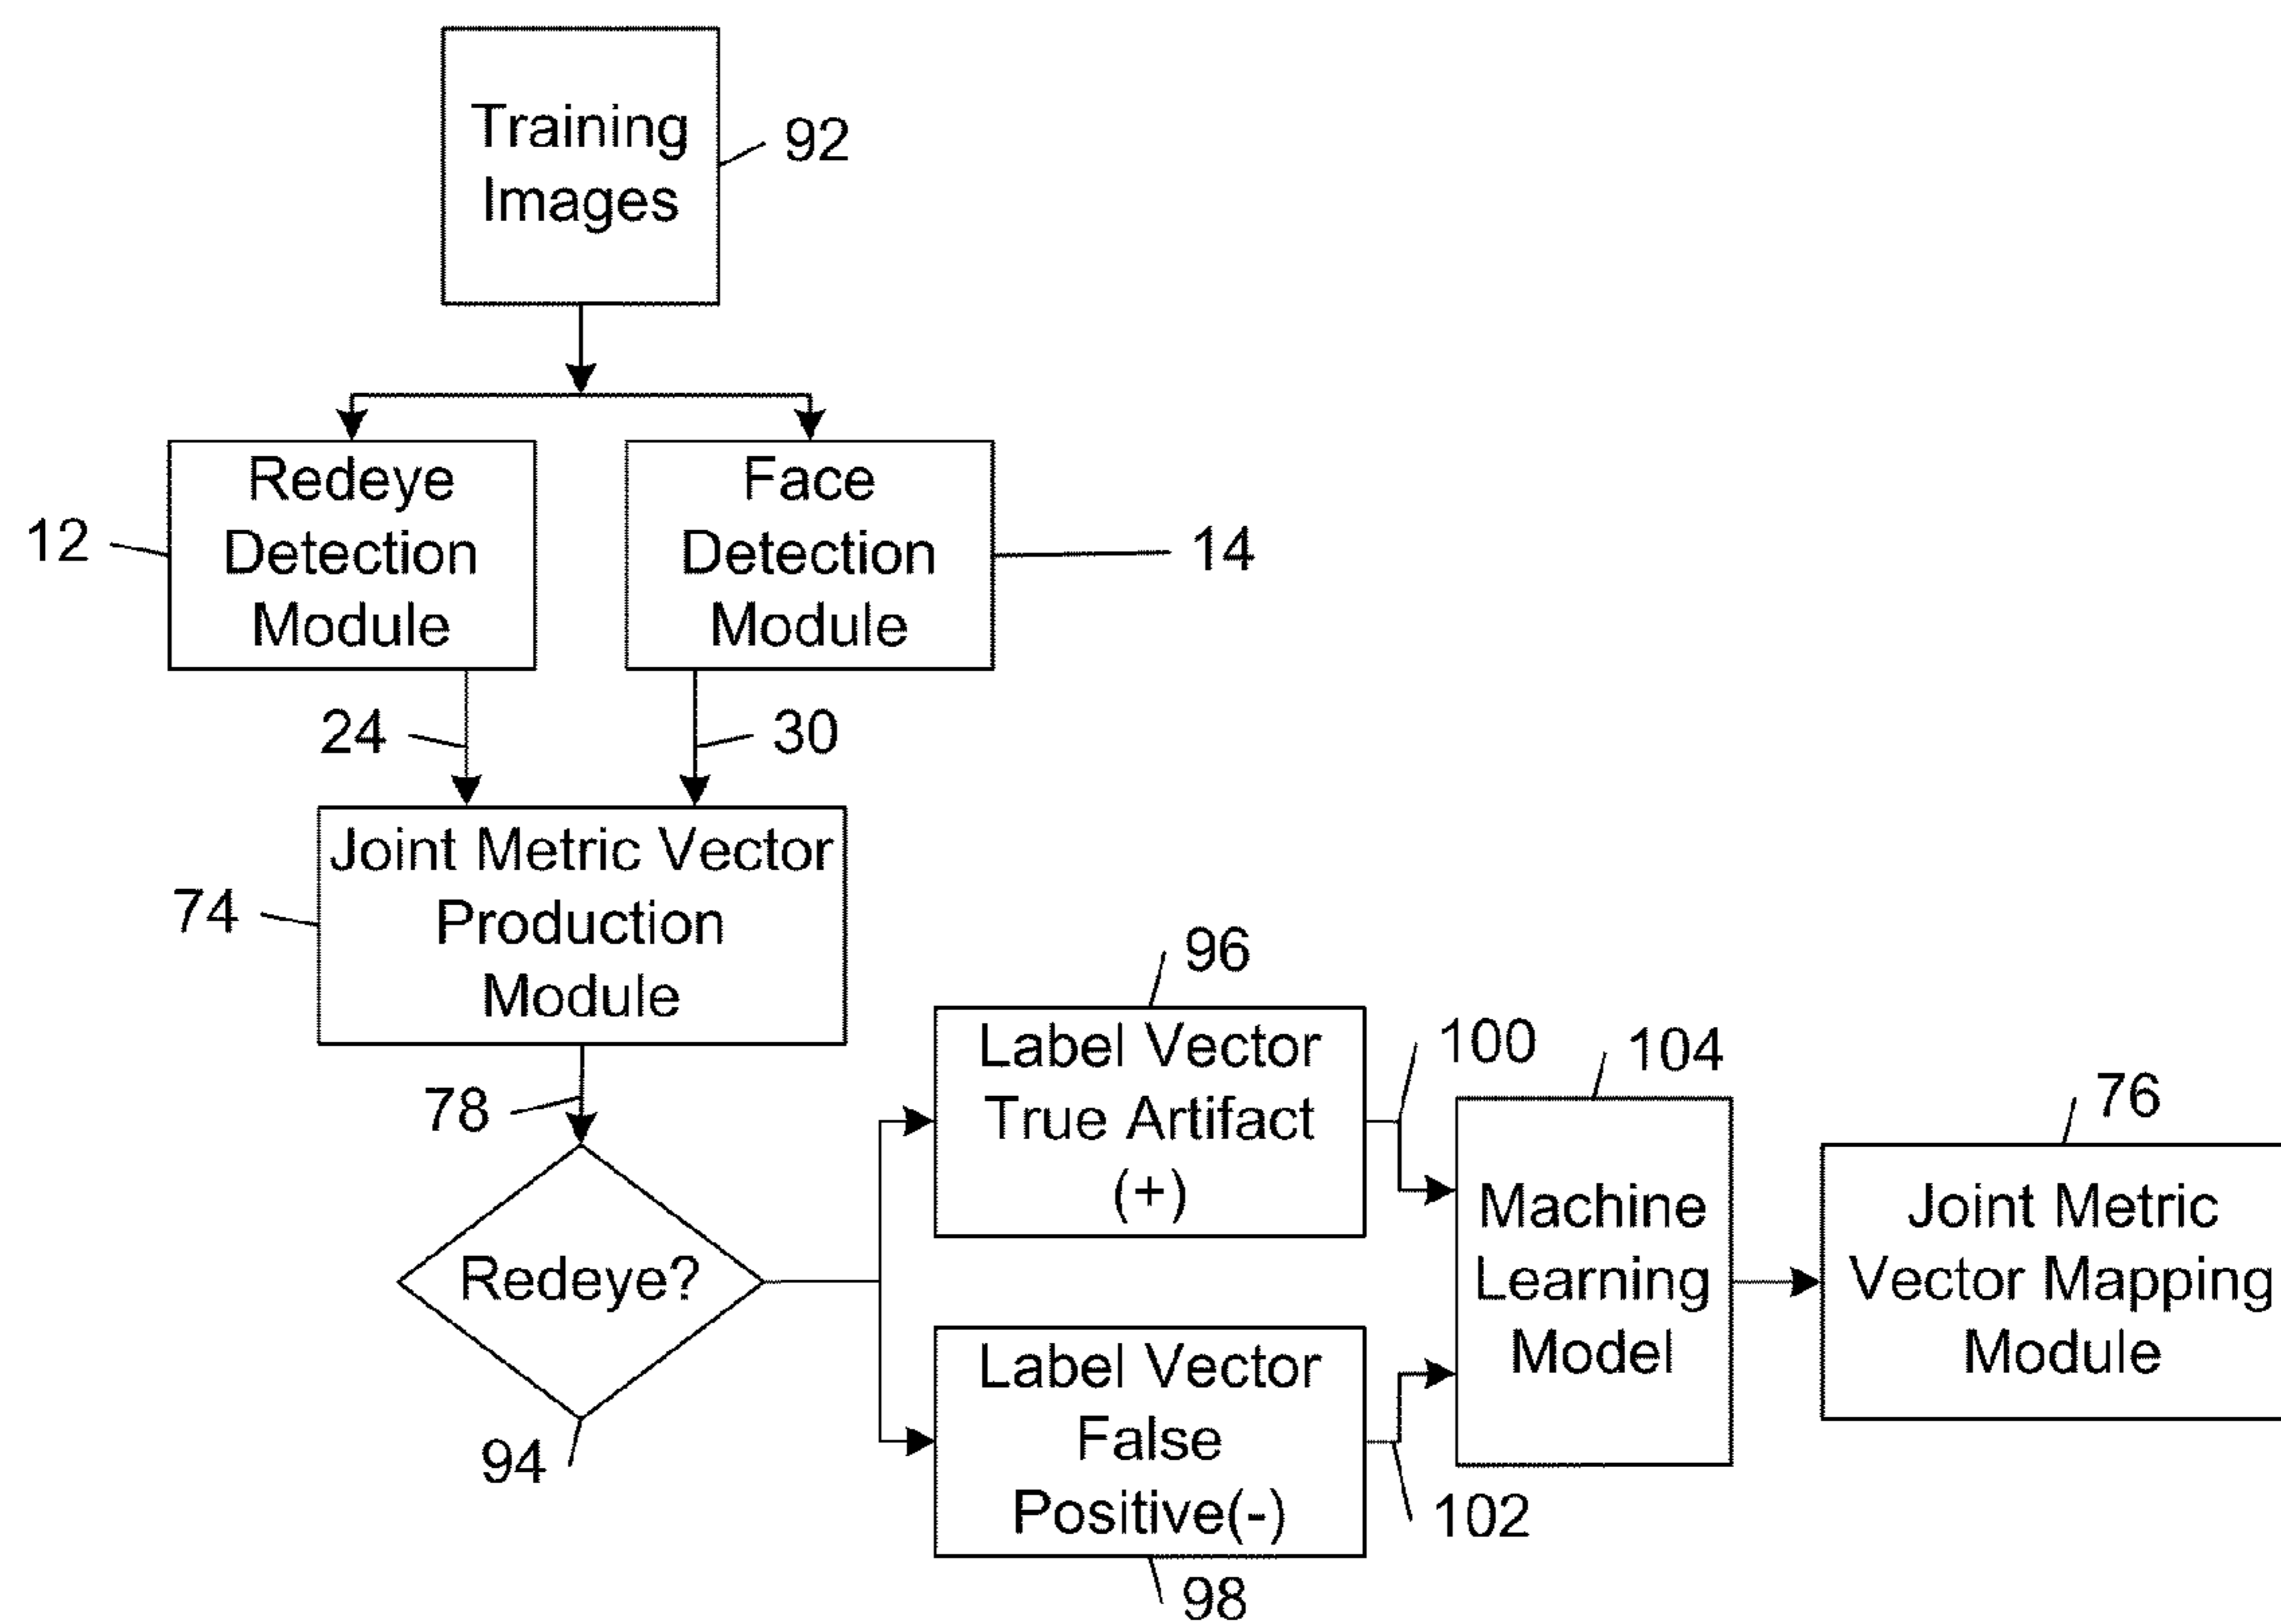 Training
Images
92
Redeye
Detection
Module
12
Face
Detection
Module
14
24
30
Joint Metric Vector
Production
Module
74
78
Redeye?
94
96
Label Vector
True Artifact
(+)
100
Label Vector
False
Positive(-)
98
102
104
Machine
Learning
Model
76
Joint Metric
Vector Mapping
Module